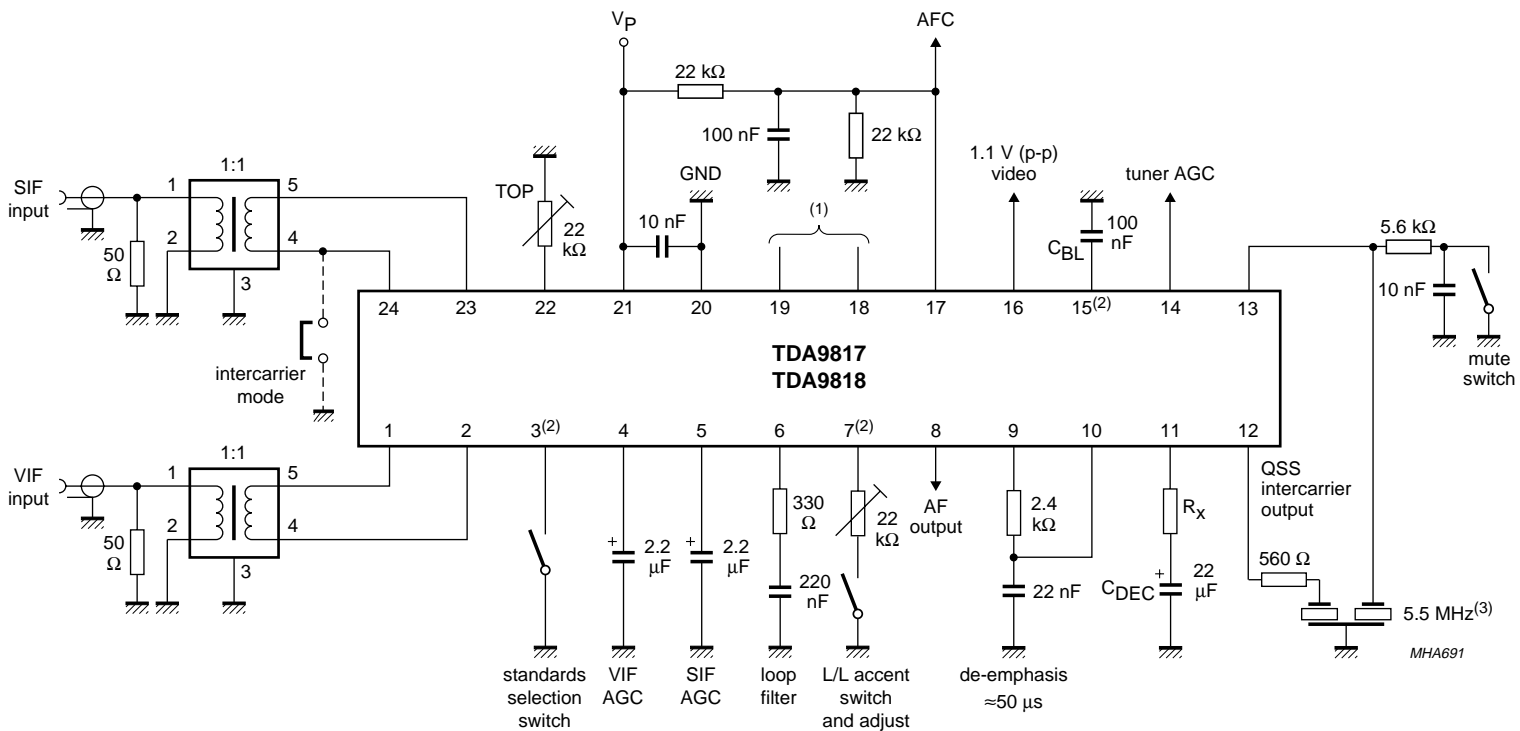 VP
AFC
22 kΩ
100 nF
22 kΩ
1.1 V (p-p)
video
tuner AGC
GND
10 nF
(1)
CBL
100
nF
5.6 kΩ
10 nF
mute
switch
SIF
input
1:1
1
5
2
4
3
50
Ω
TOP
22
kΩ
intercarrier
mode
24
23
22
21
20
19
18
17
16
15(2)
14
13
TDA9817
TDA9818
1
2
3(2)
4
5
6
7(2)
8
9
10
11
12
VIF
input
1:1
1
5
2
4
3
50
Ω
standards
selection
switch
+
2.2
μF
VIF
AGC
+
2.2
μF
SIF
AGC
330
Ω
220
nF
loop
filter
22
kΩ
L/L accent
switch
and adjust
AF
output
2.4
kΩ
22 nF
de-emphasis
≈50 μs
Rx
CDEC
+
22
μF
QSS
intercarrier
output
560 Ω
5.5 MHz(3)
MHA691